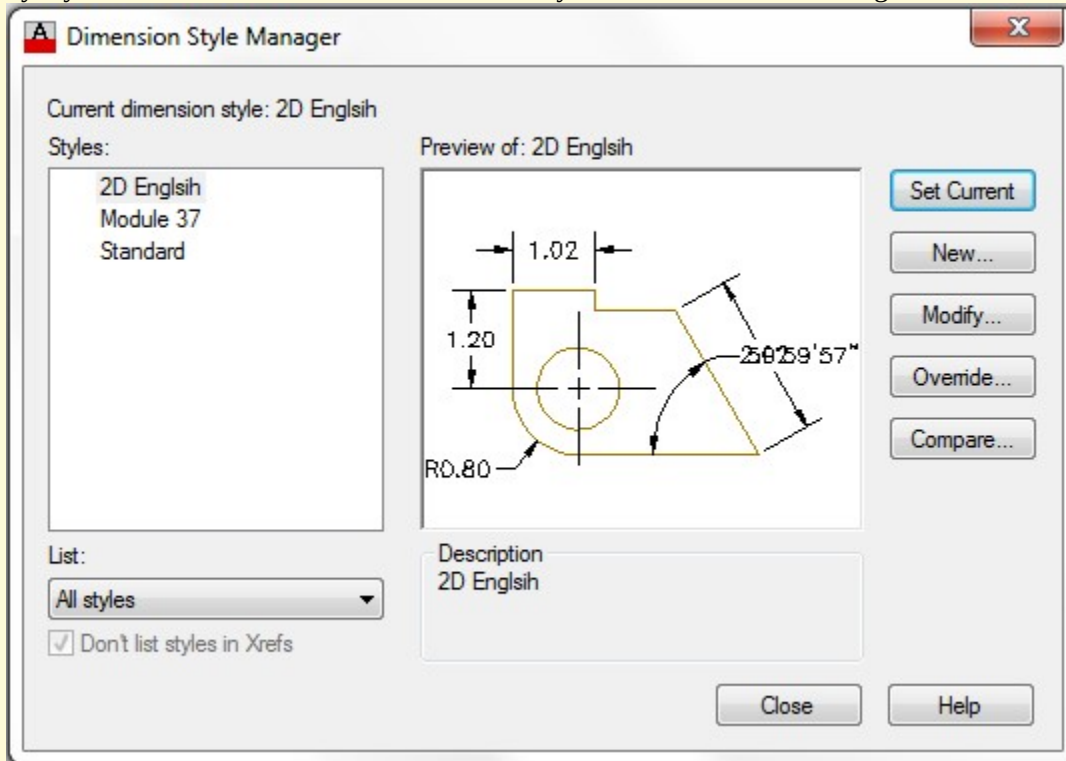 A Dimension Style Manager
Current dimension style: 2D Englsih
Styles:
2D Englsih
Module 37
Standard
Preview of: 2D Englsih
1.02
1.20
59'57"
R0.80
Set Current
New...
Modify...
Override...
Compare...
List:
All styles
Don't list styles in Xrefs
Description
2D Englsih
Close
Help